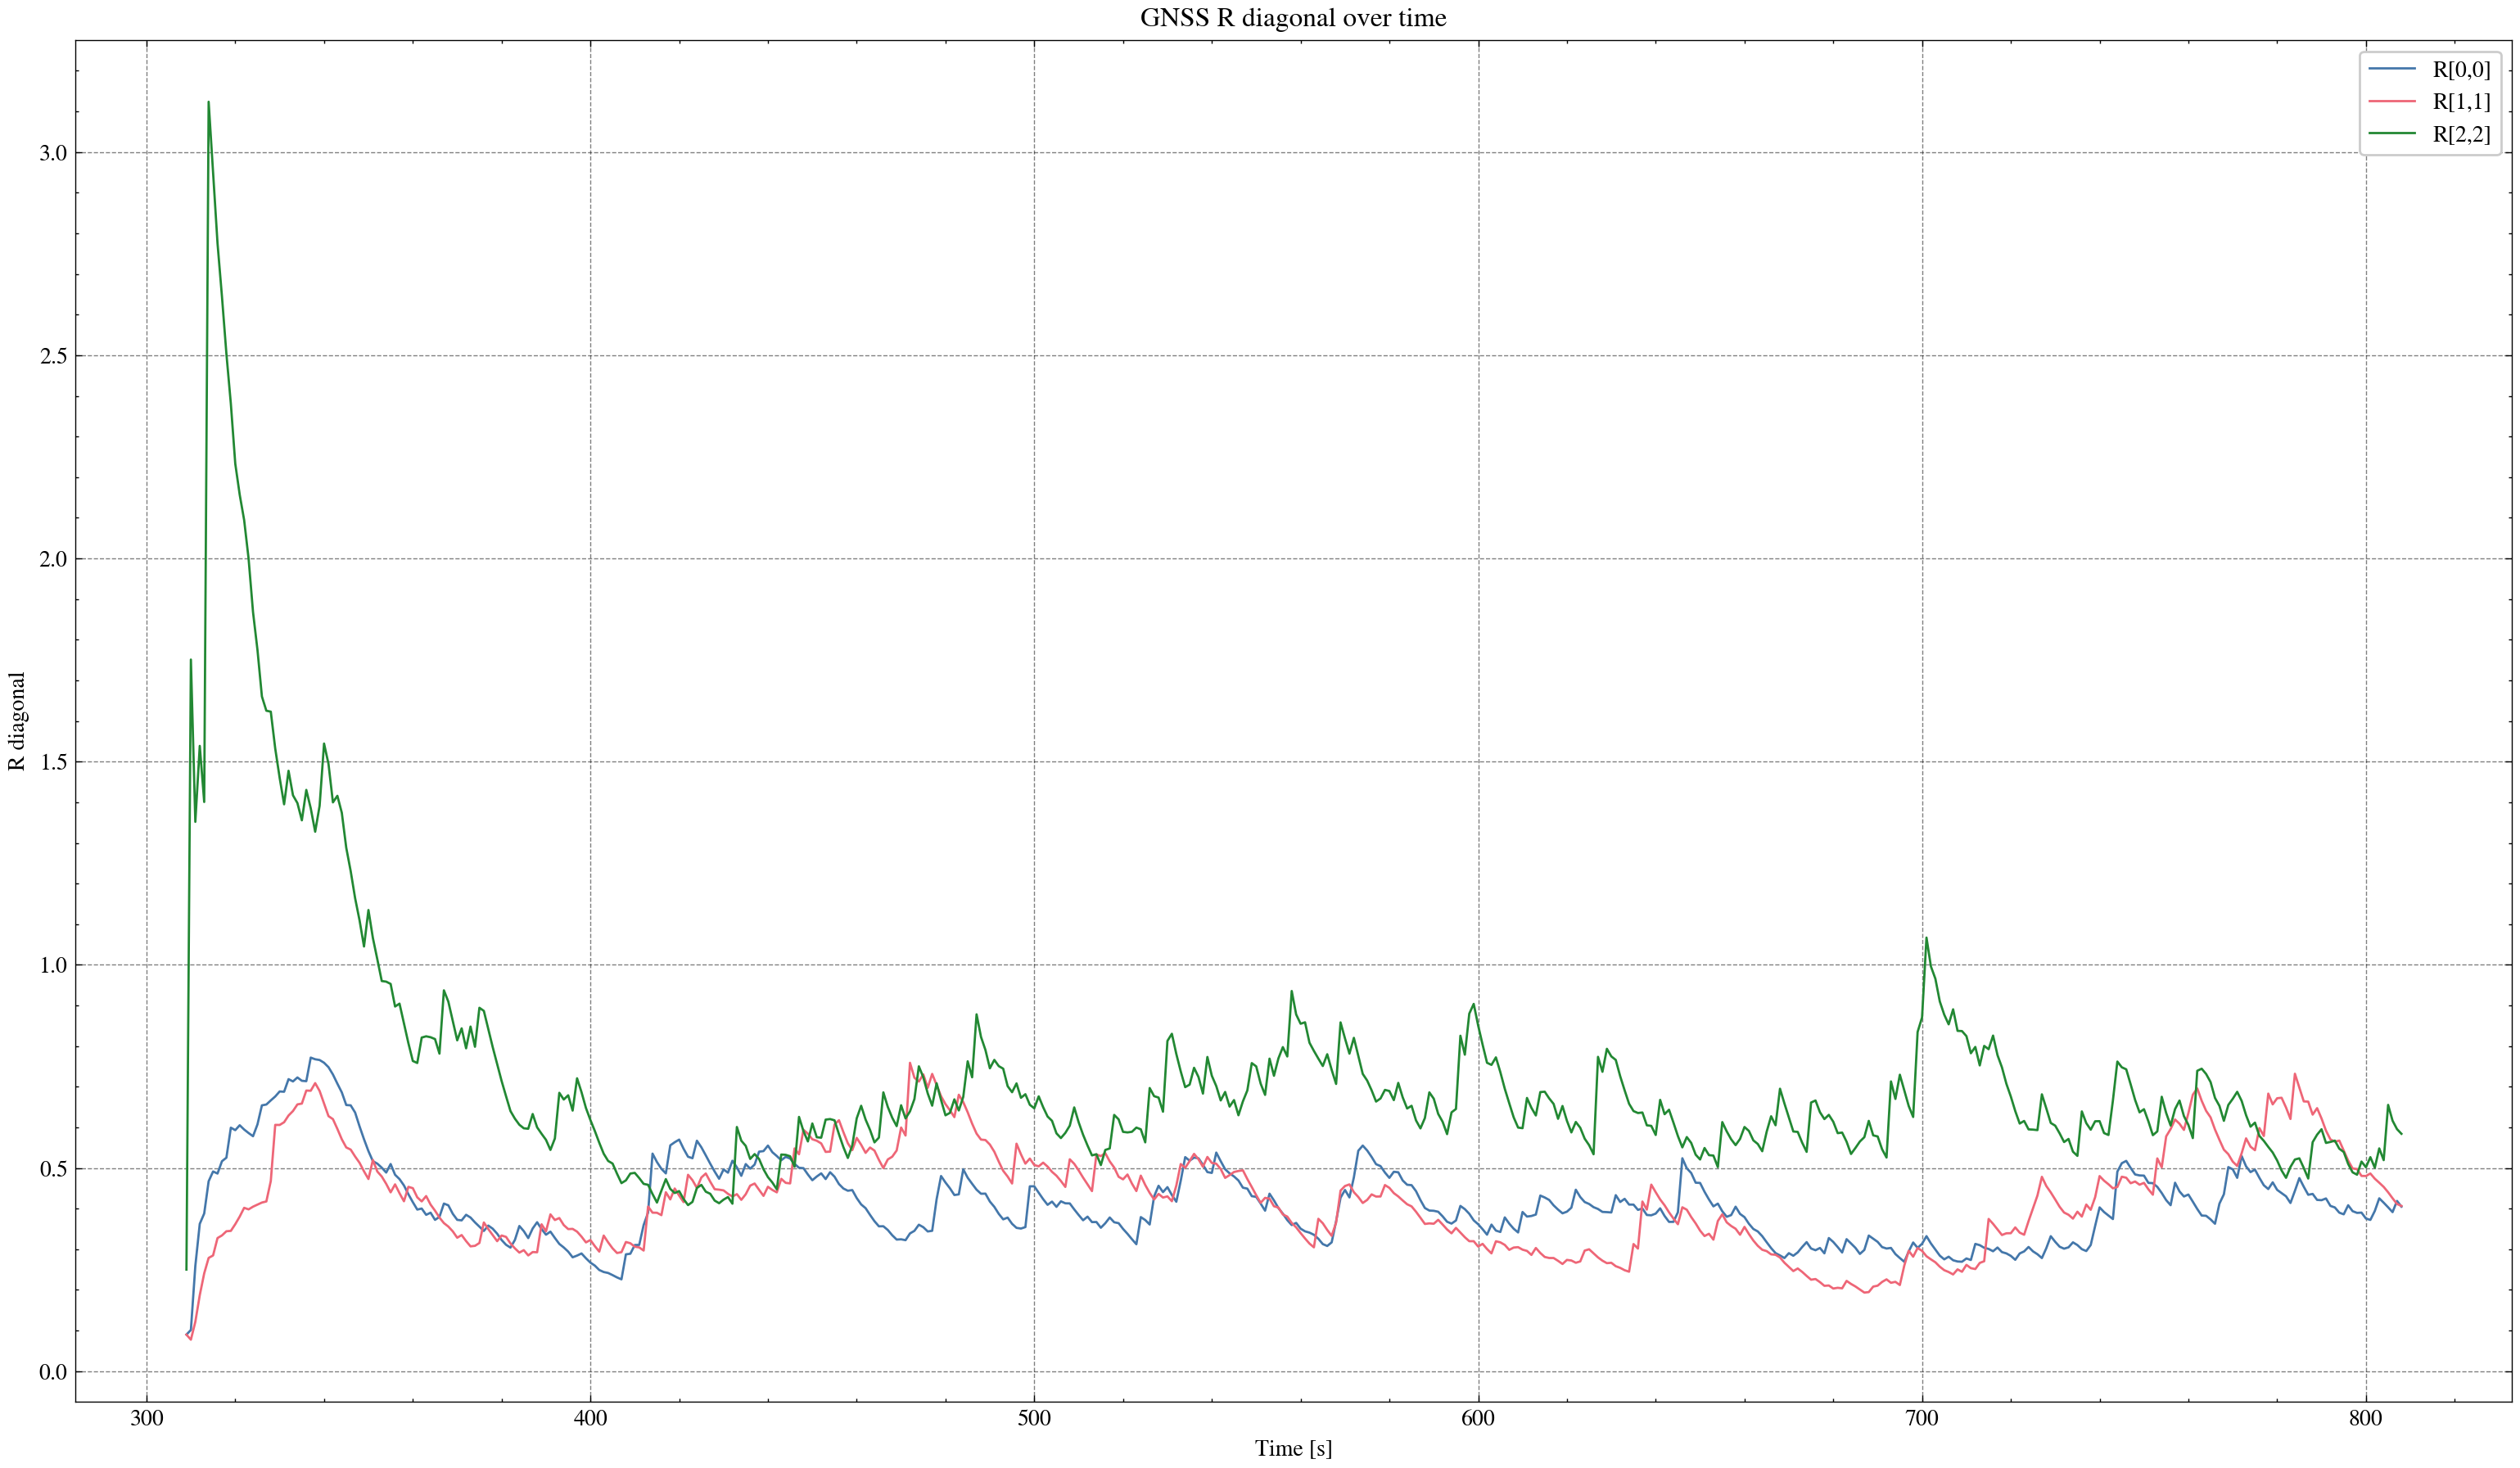 GNSS R diagonal over time
R[0,0]
R[1,1]
R[2,2]
R diagonal
3.0
2.5
2.0
1.5
1.0
0.5
0.0
300 400 500 600 700 800
Time [s]